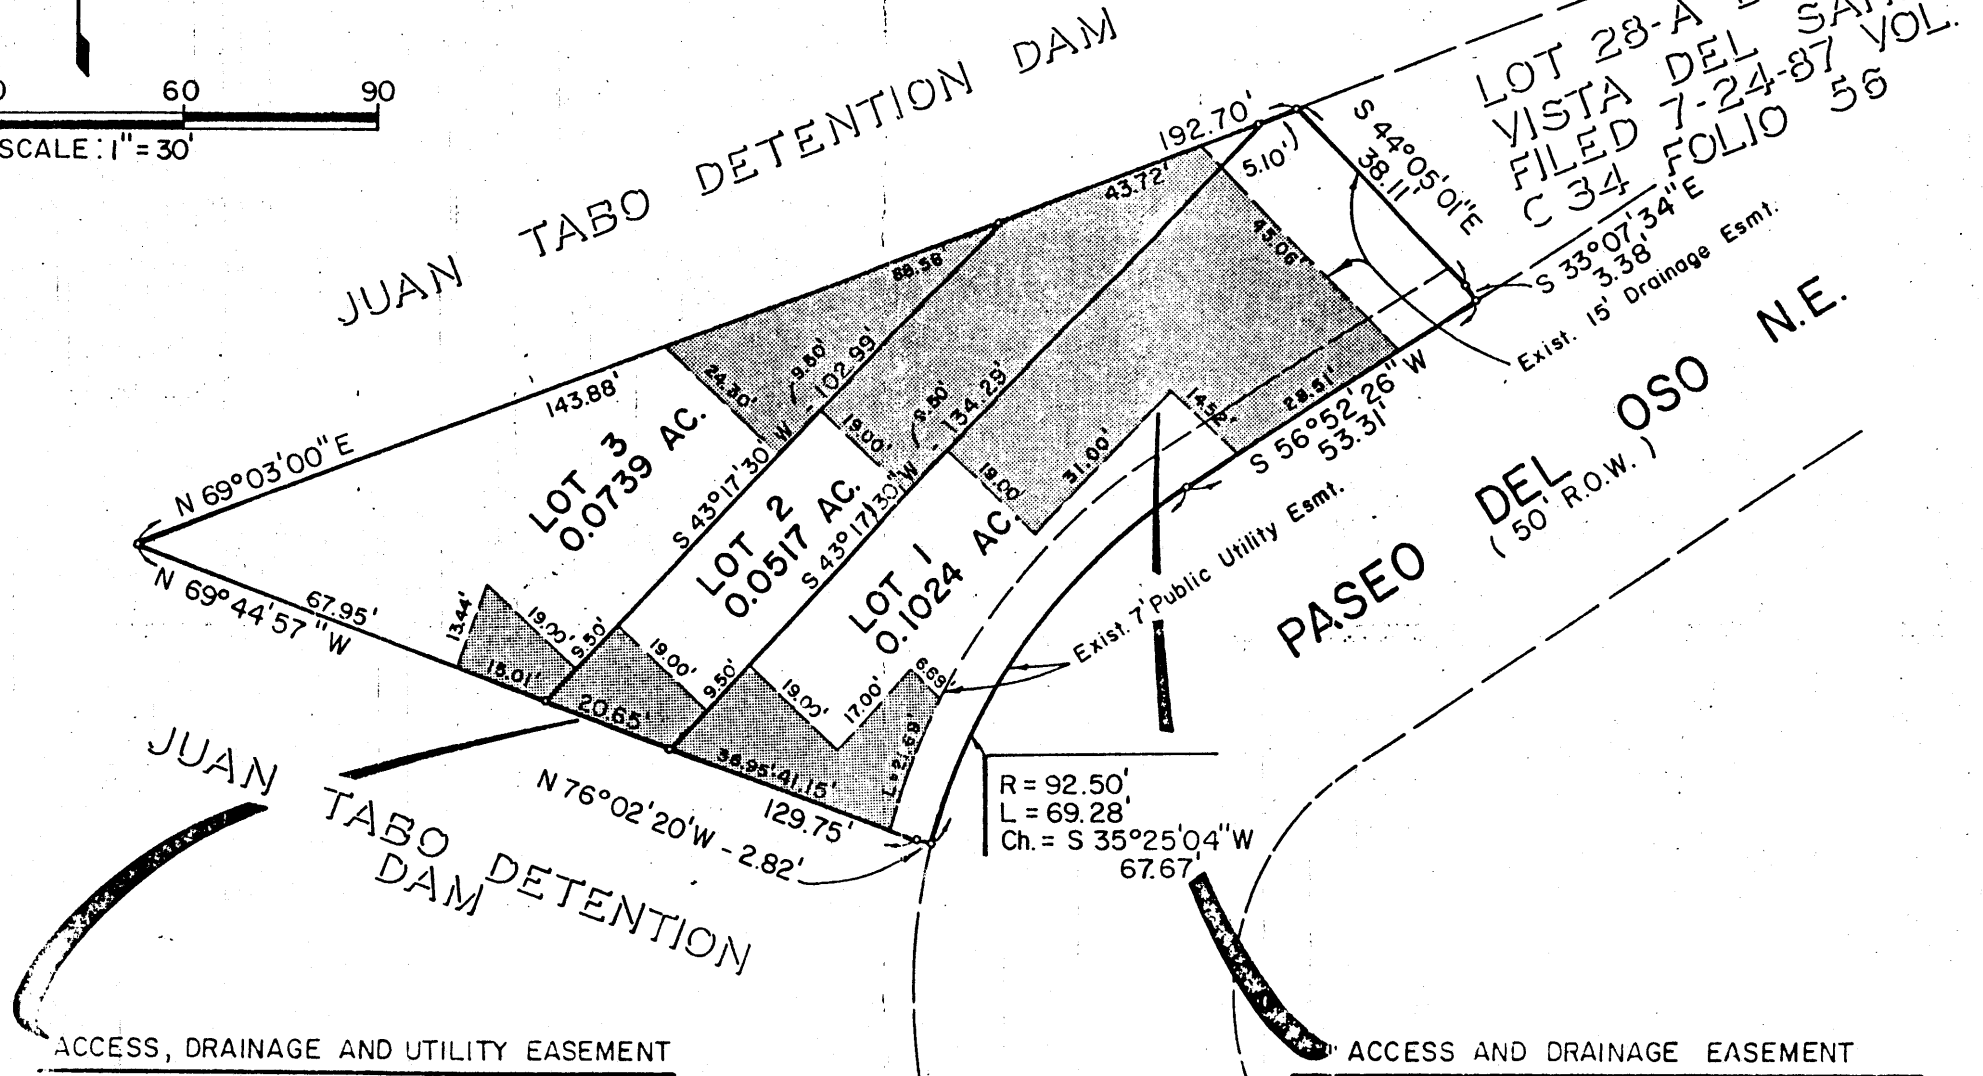 60 90
SCALE: 1"=30'
JUAN TABO DETENTION DAM
LOT 28-A
VISTA DEL
FILED 7-24-87 VOL.
C 34 FOLIO 56
192.70'
5.10')
S 44°05'01"E
38.11'
S 33°07'34"E
3.38'
Exist. 15' Drainage Esmt.
43.72'
45.06'
88.58'
143.88'
N 69°03'00"E
24.30'
9.50'
S 43°17'30"W - 102.99'
19.00'
9.50'
S 43°17'30"W - 134.29'
19.00'
31.00'
14.52'
28.31'
S 56°52'26"W
53.31'
LOT 3
0.0739 AC.
LOT 2
0.0517 AC.
LOT 1
0.1024 AC.
PASEO DEL OSO N.E.
( 50' R.O.W. )
Exist. 7' Public Utility Esmt.
N 69°44'57"W
67.95'
13.44'
19.00'
9.50'
15.01'
19.00'
9.50'
20.65'
19.00'
17.00'
6.69'
L=21.69'
36.95' 41.15'
129.75'
N 76°02'20"W - 2.82'
R = 92.50'
L = 69.28'
Ch. = S 35°25'04"W
67.67'
JUAN TABO DETENTION
DAM
ACCESS, DRAINAGE AND UTILITY EASEMENT
ACCESS AND DRAINAGE EASEMENT